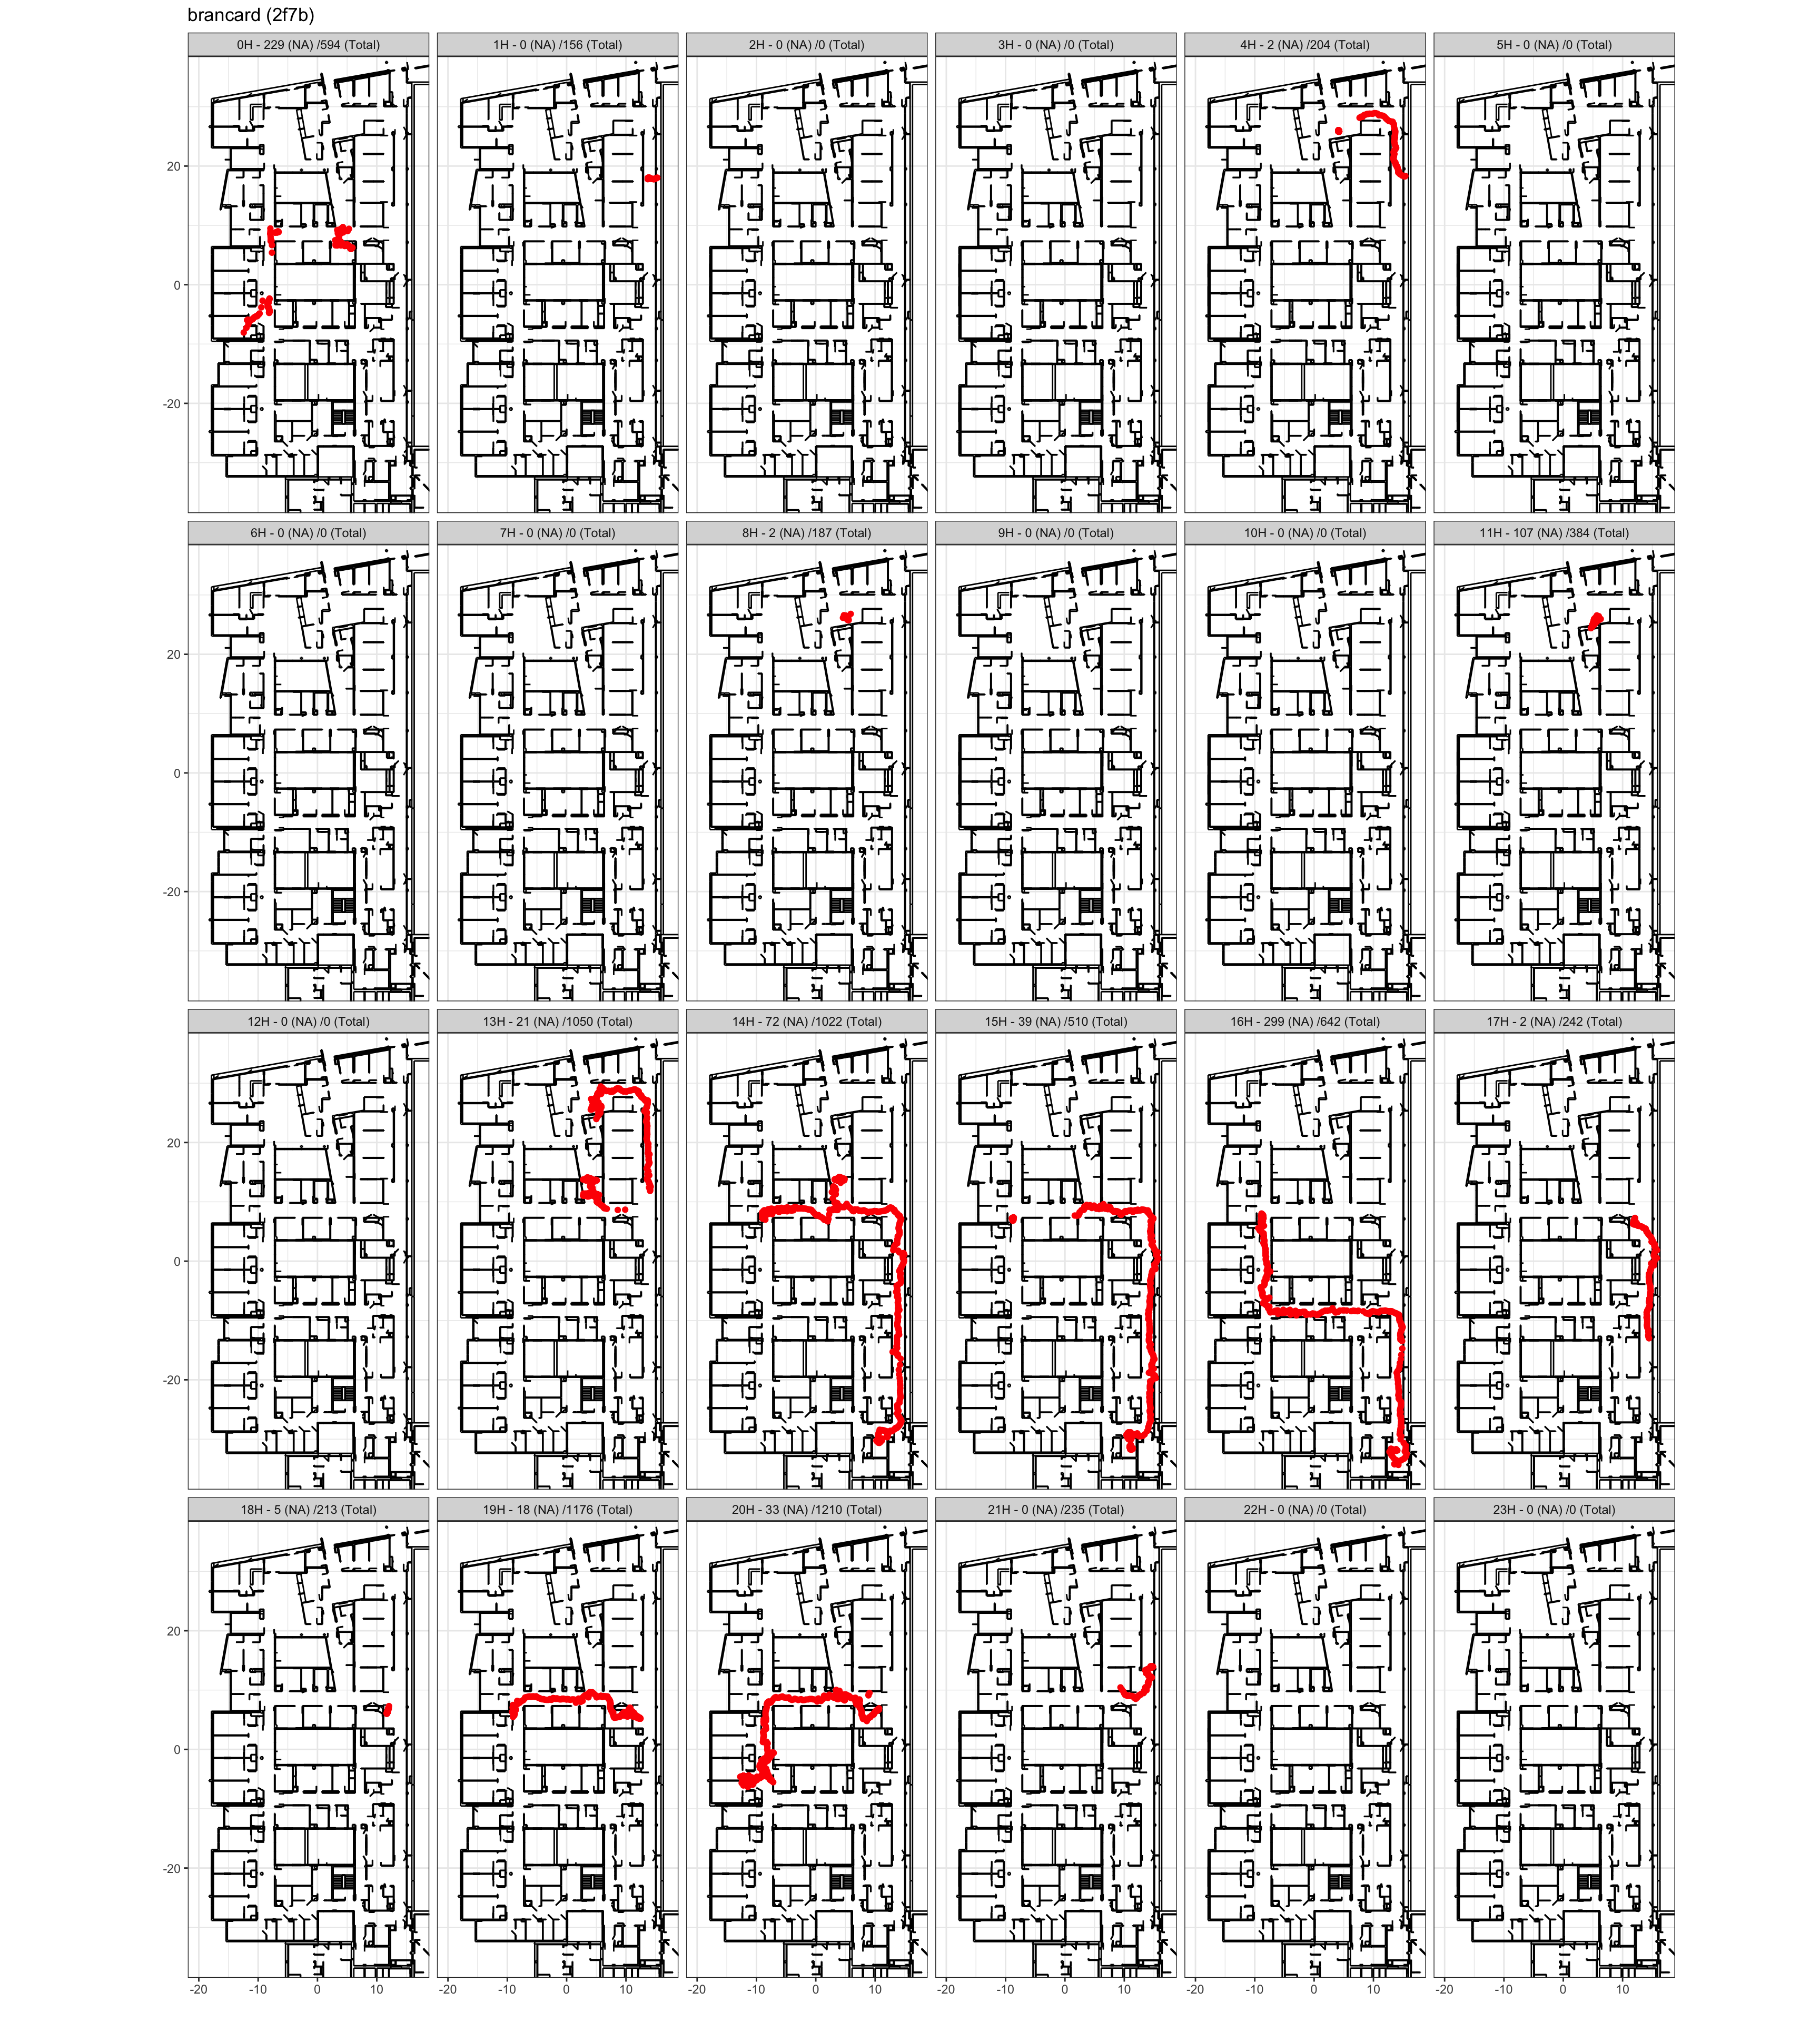 brancard (2f7b)
0H - 229 (NA) /594 (Total)
1H - 0 (NA) /156 (Total)
2H - 0 (NA) /0 (Total)
3H - 0 (NA) /0 (Total)
4H - 2 (NA) /204 (Total)
5H - 0 (NA) /0 (Total)
20
0
-20
6H - 0 (NA) /0 (Total)
7H - 0 (NA) /0 (Total)
8H - 2 (NA) /187 (Total)
9H - 0 (NA) /0 (Total)
10H - 0 (NA) /0 (Total)
11H - 107 (NA) /384 (Total)
20
0
-20
12H - 0 (NA) /0 (Total)
13H - 21 (NA) /1050 (Total)
14H - 72 (NA) /1022 (Total)
15H - 39 (NA) /510 (Total)
16H - 299 (NA) /642 (Total)
17H - 2 (NA) /242 (Total)
20
0
-20
18H - 5 (NA) /213 (Total)
19H - 18 (NA) /1176 (Total)
20H - 33 (NA) /1210 (Total)
21H - 0 (NA) /235 (Total)
22H - 0 (NA) /0 (Total)
23H - 0 (NA) /0 (Total)
20
0
-20
-20 -10 0 10 -20 -10 0 10 -20 -10 0 10 -20 -10 0 10 -20 -10 0 10 -20 -10 0 10